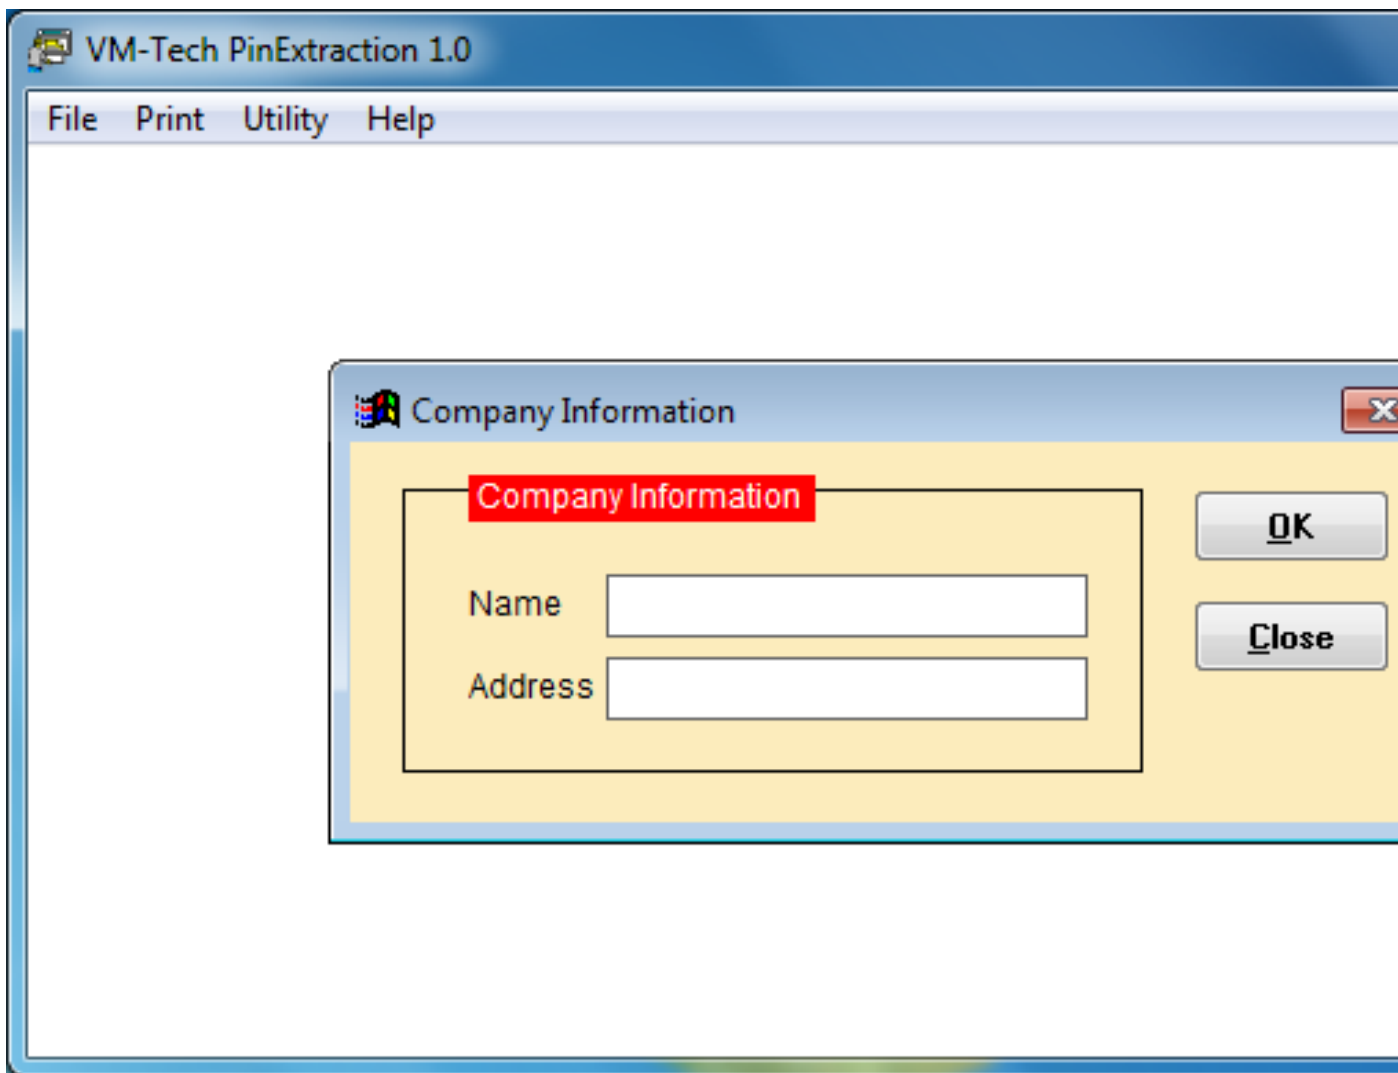 VM-Tech PinExtraction 1.0
File Print Utility Help
Company Information
Company Information
OK
Name
Close
Address